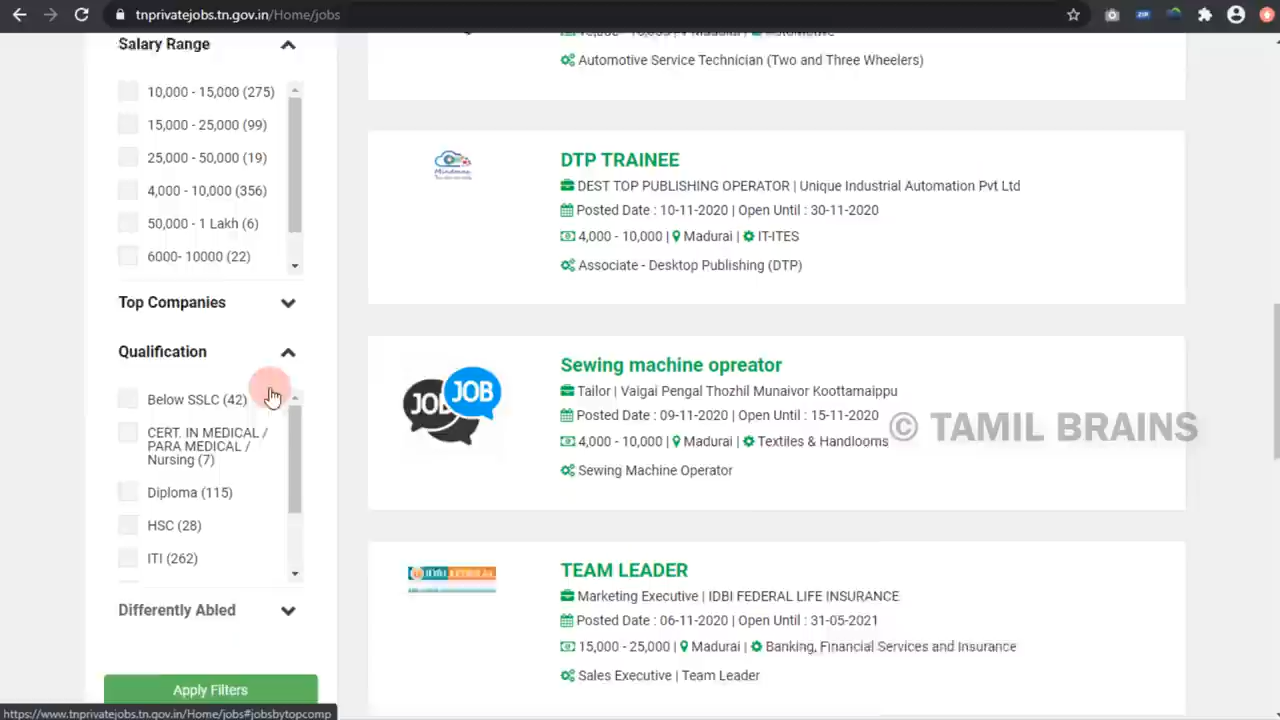 tnprivatejobs.tn.gov.in/Home/jobs
Salary Range
10,000 - 15,000 (275)
15,000 - 25,000 (99)
25,000 - 50,000 (19)
4,000 - 10,000 (356)
50,000 - 1 Lakh (6)
6000- 10000 (22)
Top Companies
Qualification
Below SSLC (42)
CERT. IN MEDICAL /
PARA MEDICAL /
Nursing (7)
Diploma (115)
HSC (28)
ITI (262)
Differently Abled
Apply Filters
https://www.tnprivatejobs.tn.gov.in/Home/jobs#jobsbytopcomp
Automotive Service Technician (Two and Three Wheelers)
DTP TRAINEE
DEST TOP PUBLISHING OPERATOR | Unique Industrial Automation Pvt Ltd
Posted Date : 10-11-2020 | Open Until : 30-11-2020
4,000 - 10,000 | Madurai | IT-ITES
Associate - Desktop Publishing (DTP)
JOB
JOB
Sewing machine opreator
Tailor | Vaigai Pengal Thozhil Munaivor Koottamaippu
Posted Date : 09-11-2020 | Open Until : 15-11-2020
4,000 - 10,000 | Madurai | Textiles & Handlooms
Sewing Machine Operator
© TAMIL BRAINS
TEAM LEADER
Marketing Executive | IDBI FEDERAL LIFE INSURANCE
Posted Date : 06-11-2020 | Open Until : 31-05-2021
15,000 - 25,000 | Madurai | Banking, Financial Services and Insurance
Sales Executive | Team Leader